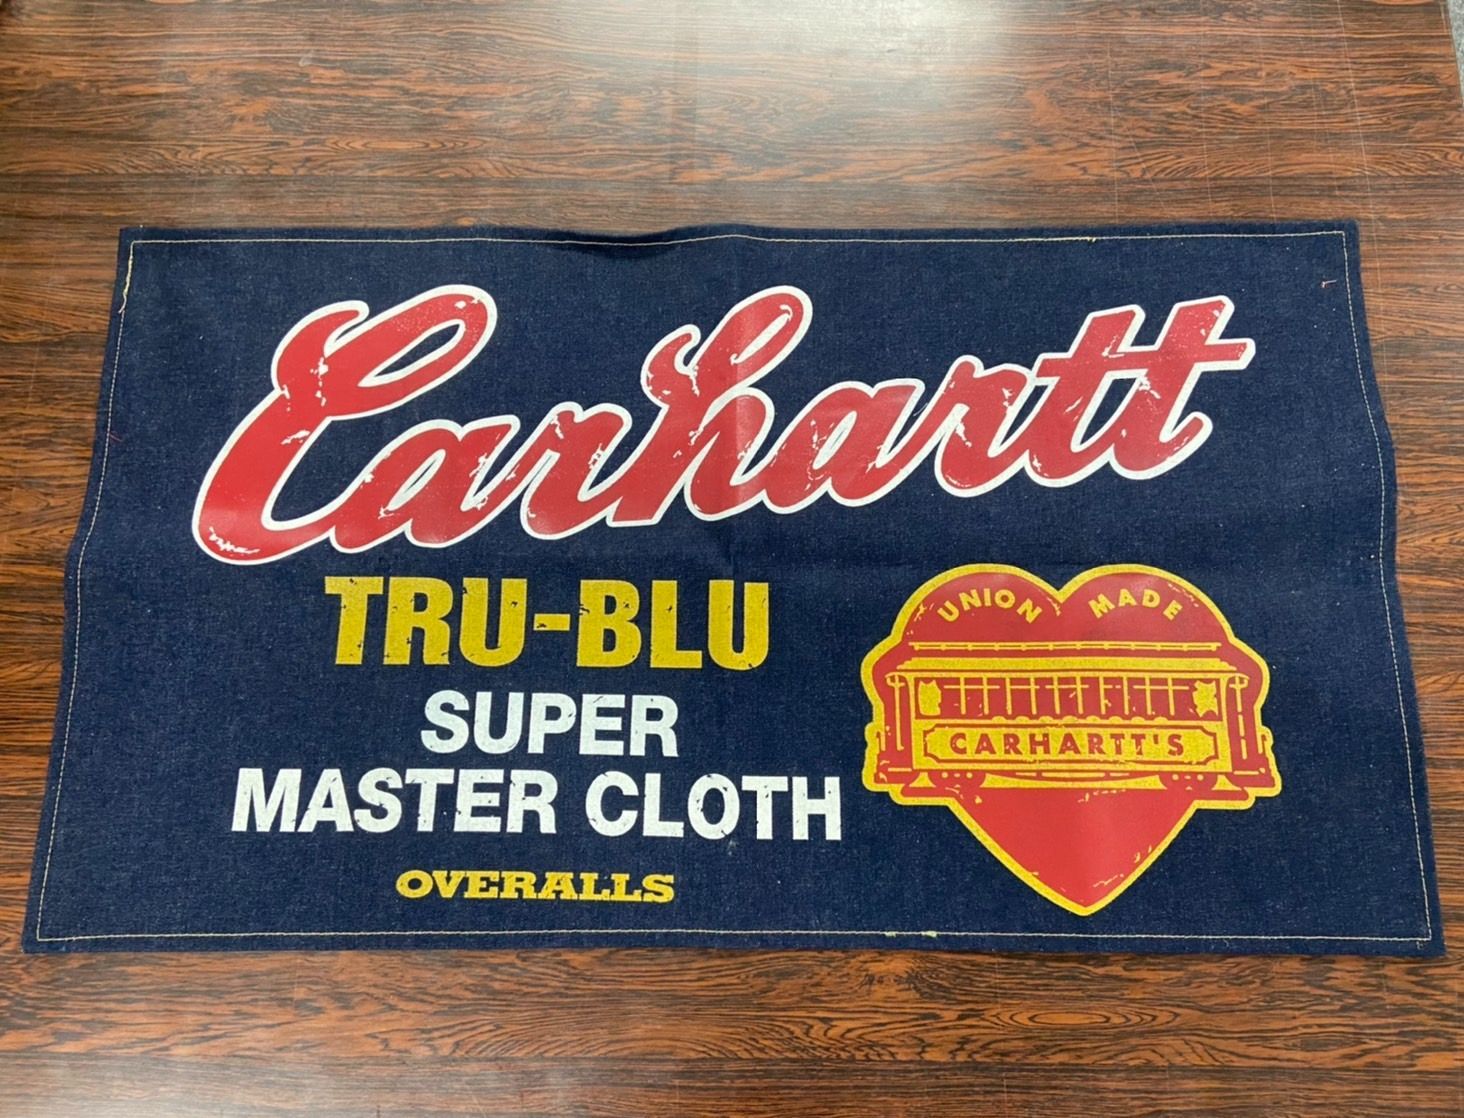 Carhartt
TRU-BLU
SUPER
MASTER CLOTH
OVERALLS
UNION MADE
CARHARTT'S